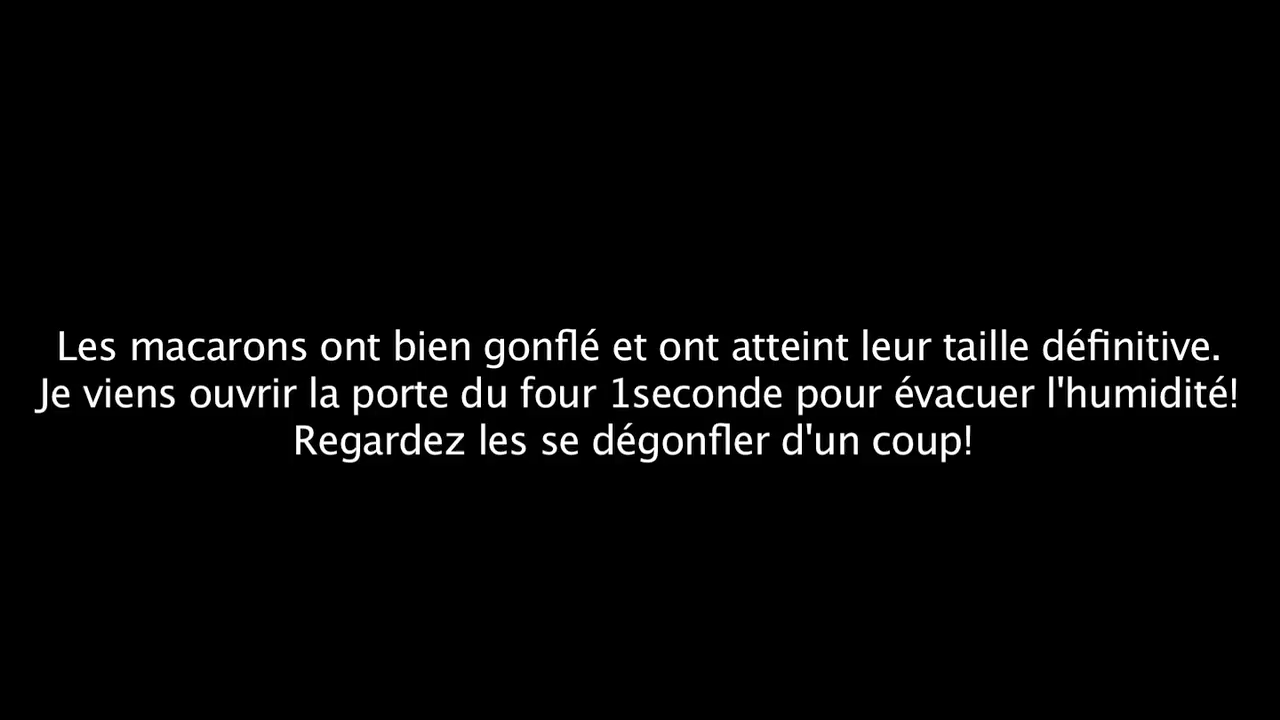 Les macarons ont bien gonflé et ont atteint leur taille définitive.
Je viens ouvrir la porte du four 1seconde pour évacuer l'humidité!
Regardez les se dégonfler d'un coup!